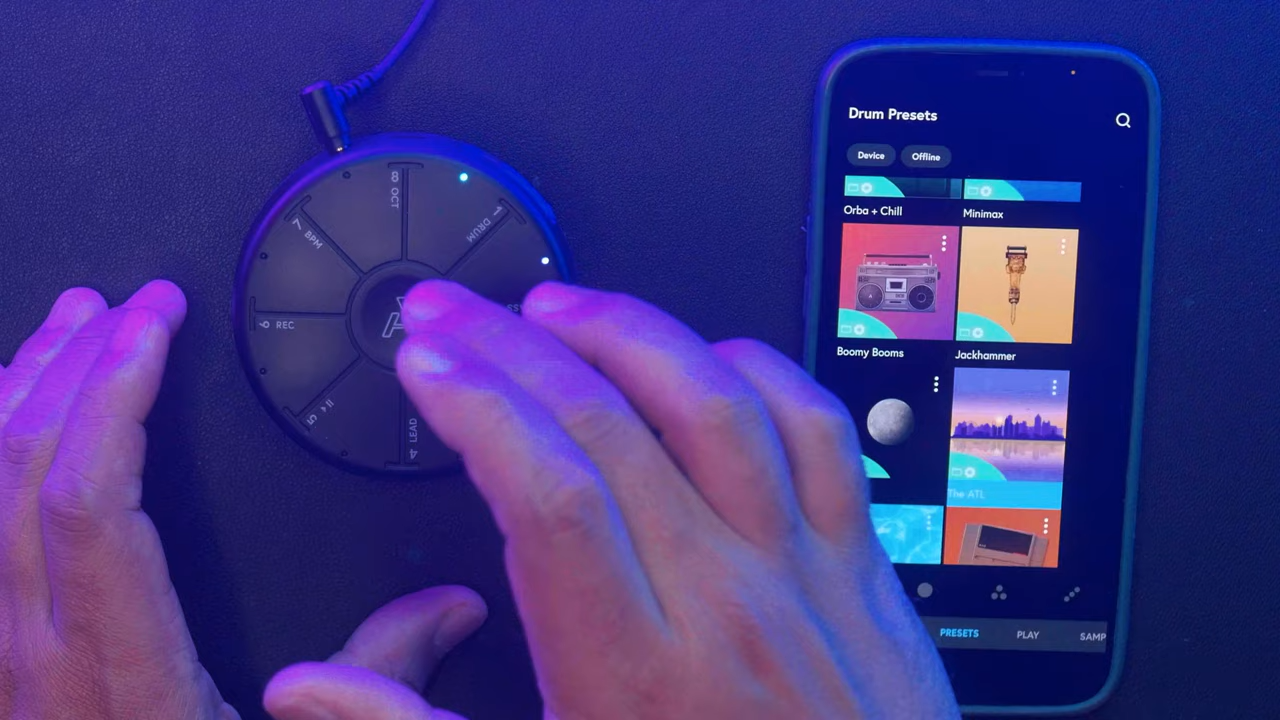 8 OCT
1 DRUM
7 BPM
6 REC
5
4 LEAD
Drum Presets
Device
Offline
Orba + Chill
Minimax
Boomy Booms
Jackhammer
The ATL
PRESETS
PLAY
SAMP